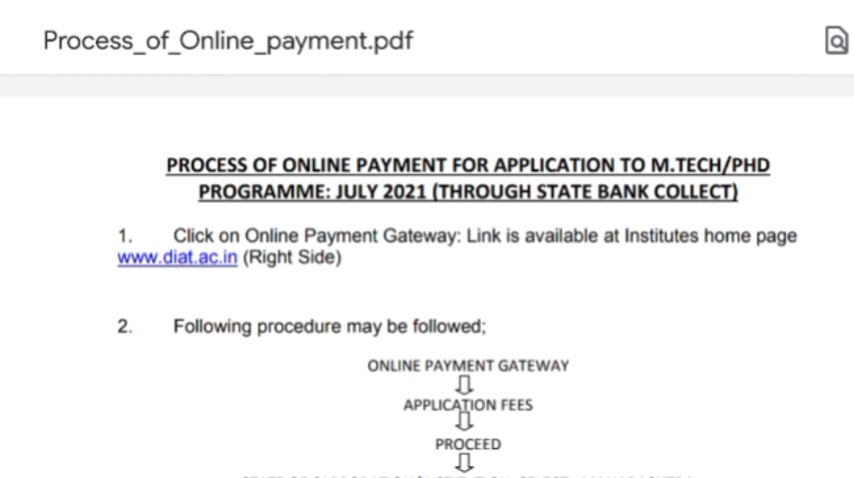 Process_of_Online_payment.pdf
PROCESS OF ONLINE PAYMENT FOR APPLICATION TO M.TECH/PHD
PROGRAMME: JULY 2021 (THROUGH STATE BANK COLLECT)
1. Click on Online Payment Gateway: Link is available at Institutes home page
www.diat.ac.in (Right Side)
2. Following procedure may be followed;
ONLINE PAYMENT GATEWAY
APPLICATION FEES
PROCEED